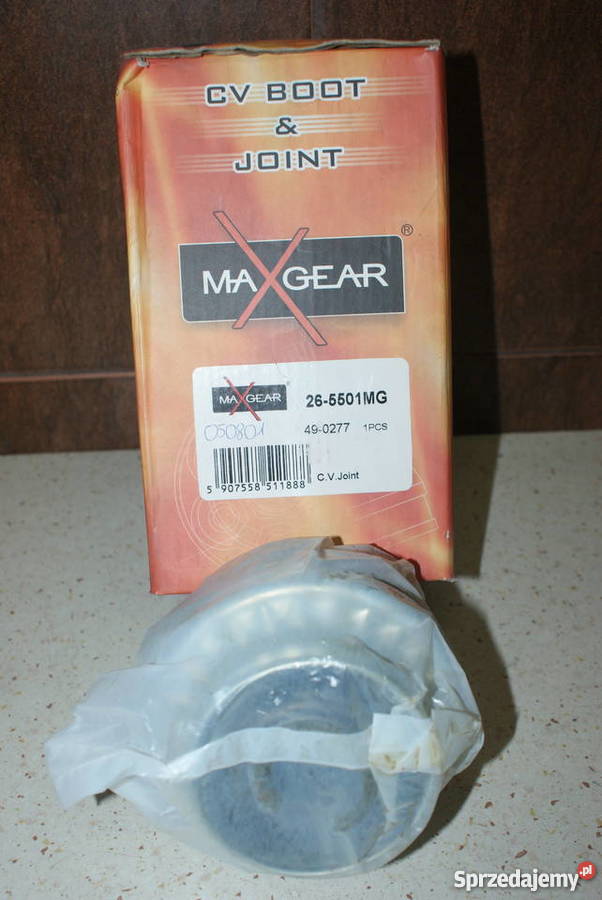 CV BOOT
&
JOINT
MAXGEAR®
MAXGEAR®
26-5501MG
050801
49-0277 1PCS
5 907558 511888
C.V.Joint
Sprzedajemy.pl